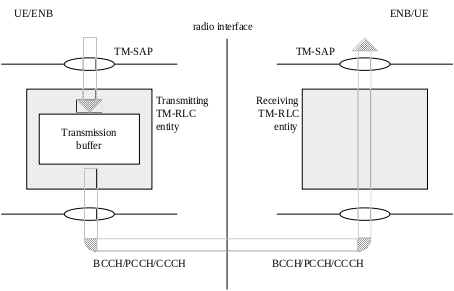 UE/ENB
ENB/UE
radio interface
TM-SAP
TM-SAP
Transmitting
TM-RLC
entity
Receiving
TM-RLC
entity
Transmission
buffer
BCCH/PCCH/CCCH
BCCH/PCCH/CCCH